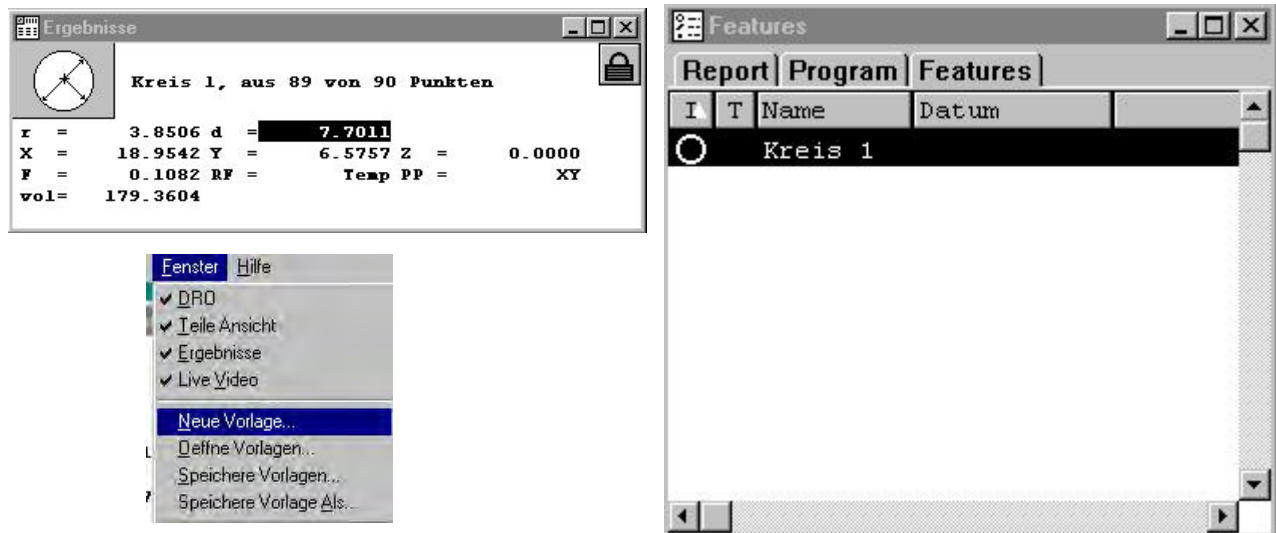 Ergebnisse
Kreis 1, aus 89 von 90 Punkten
r = 3.8506 d = 7.7011
X = 18.9542 Y = 6.5757 Z = 0.0000
F = 0.1082 RF = Temp PP = XY
vol= 179.3604
Fenster Hilfe
DRO
Teile Ansicht
Ergebnisse
Live Video
Neue Vorlage...
Oeffne Vorlagen...
Speichere Vorlagen...
Speichere Vorlage Als...
Features
Report Program Features
I T Name Datum
Kreis 1